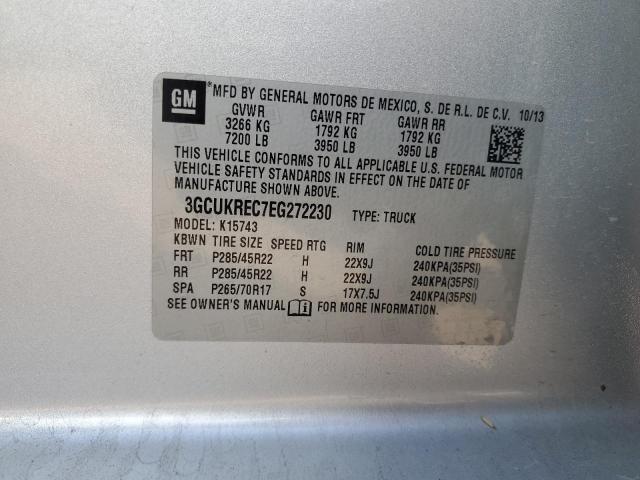 GM
® MFD BY GENERAL MOTORS DE MEXICO, S. DE R.L. DE C.V. 10/13
GVWR GAWR FRT GAWR RR
3266 KG 1792 KG 1792 KG
7200 LB 3950 LB 3950 LB
THIS VEHICLE CONFORMS TO ALL APPLICABLE U.S. FEDERAL MOTOR
VEHICLE SAFETY STANDARDS IN EFFECT ON THE DATE OF
MANUFACTURE SHOWN ABOVE.
3GCUKREC7EG272230 TYPE: TRUCK
MODEL: K15743
KBWN TIRE SIZE SPEED RTG RIM COLD TIRE PRESSURE
FRT P285/45R22 H 22X9J 240KPA(35PSI)
RR P285/45R22 H 22X9J 240KPA(35PSI)
SPA P265/70R17 S 17X7.5J 240KPA(35PSI)
SEE OWNER'S MANUAL FOR MORE INFORMATION.